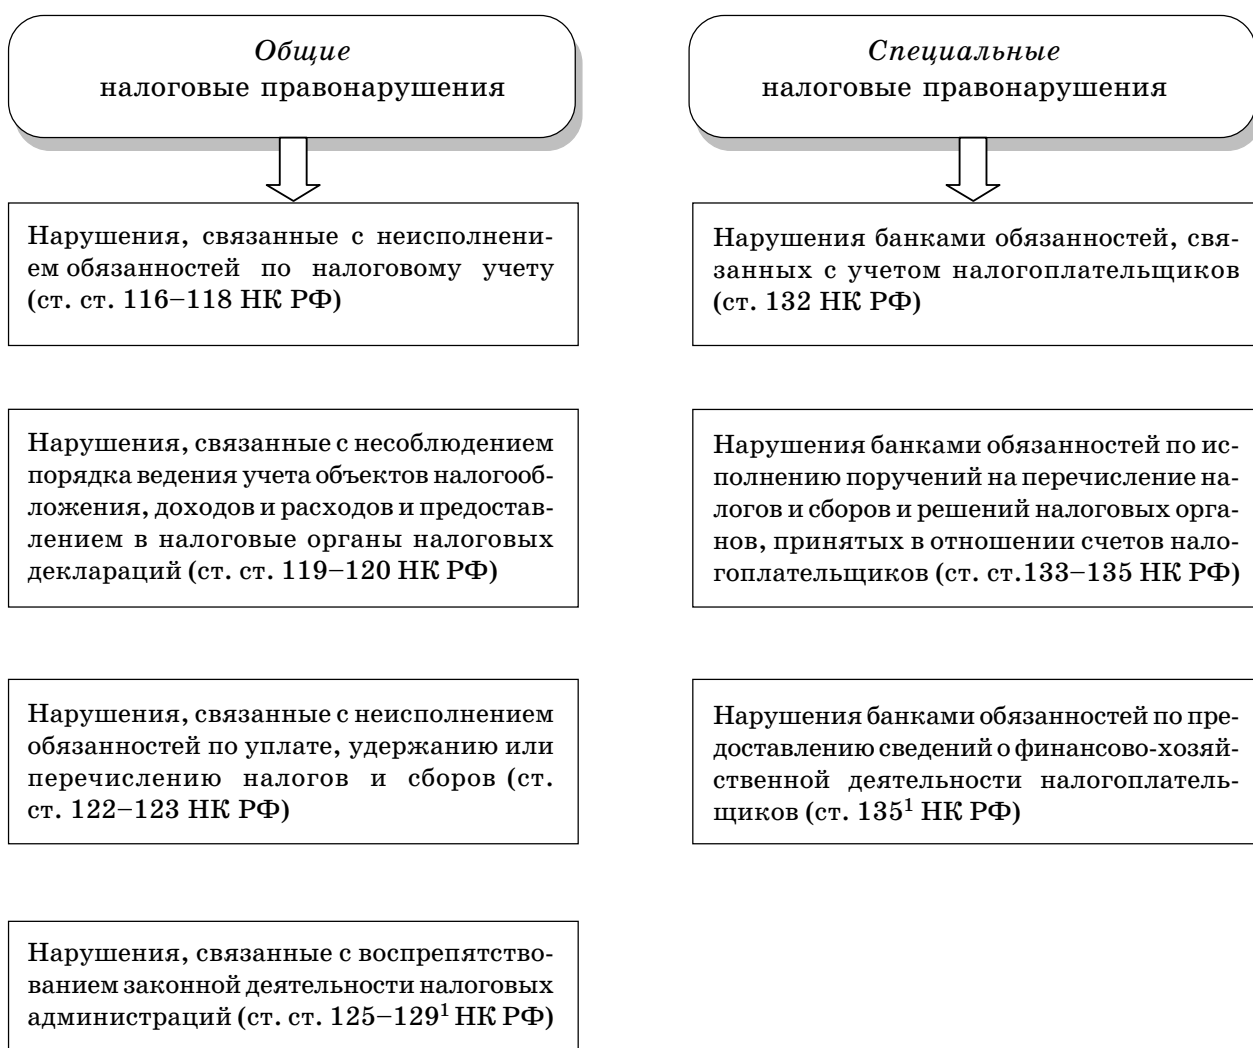 Общие
налоговые правонарушения
Нарушения, связанные с неисполнени-
ем обязанностей по налоговому учету
(ст. ст. 116–118 НК РФ)
Нарушения, связанные с несоблюдением
порядка ведения учета объектов налогооб-
ложения, доходов и расходов и предостав-
лением в налоговые органы налоговых
деклараций (ст. ст. 119–120 НК РФ)
Нарушения, связанные с неисполнением
обязанностей по уплате, удержанию или
перечислению налогов и сборов (ст.
ст. 122–123 НК РФ)
Нарушения, связанные с воспрепятство-
ванием законной деятельности налоговых
администраций (ст. ст. 125–129¹ НК РФ)
Специальные
налоговые правонарушения
Нарушения банками обязанностей, свя-
занных с учетом налогоплательщиков
(ст. 132 НК РФ)
Нарушения банками обязанностей по ис-
полнению поручений на перечисление на-
логов и сборов и решений налоговых орга-
нов, принятых в отношении счетов нало-
гоплательщиков (ст. ст.133–135 НК РФ)
Нарушения банками обязанностей по пре-
доставлению сведений о финансово-хозяй-
ственной деятельности налогоплатель-
щиков (ст. 135¹ НК РФ)